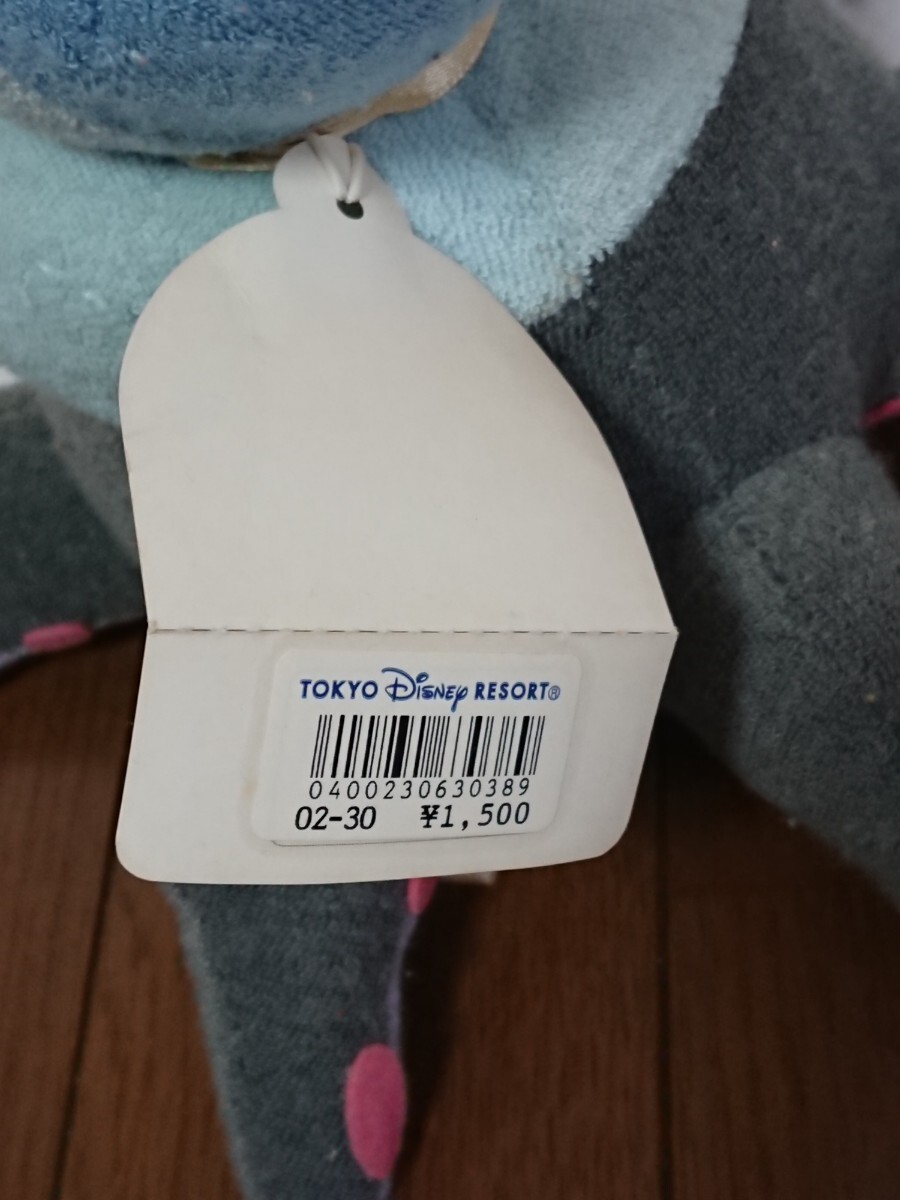 TOKYO Disney RESORT®
0400230630389
02-30 ¥1,500